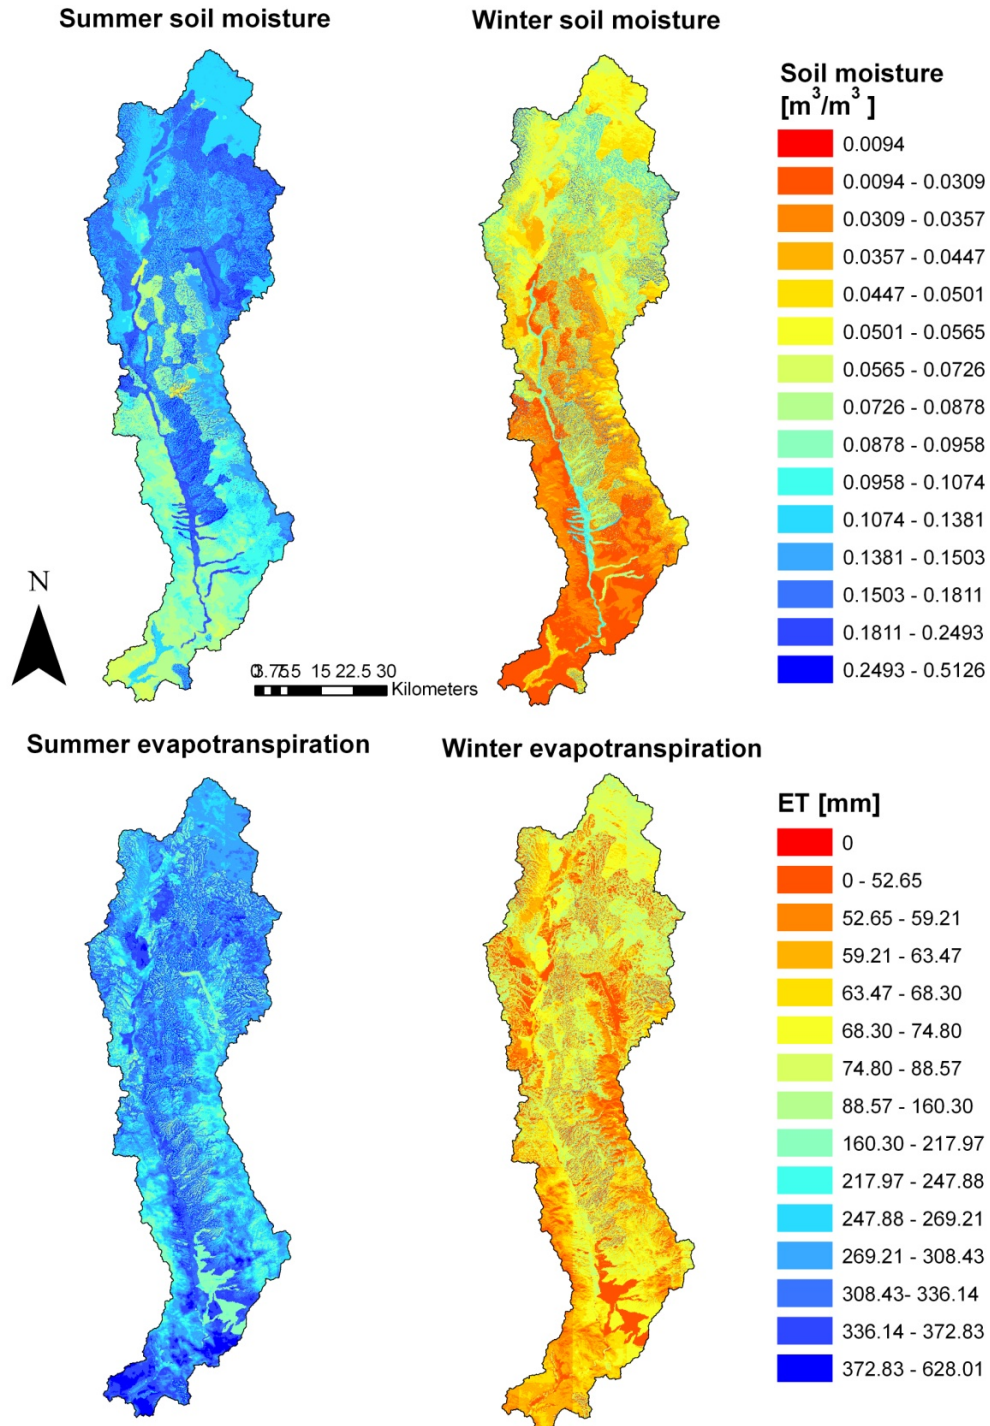 Summer soil moisture
Winter soil moisture
Soil moisture
[m³/m³ ]
0.0094
0.0094 - 0.0309
0.0309 - 0.0357
0.0357 - 0.0447
0.0447 - 0.0501
0.0501 - 0.0565
0.0565 - 0.0726
0.0726 - 0.0878
0.0878 - 0.0958
0.0958 - 0.1074
0.1074 - 0.1381
0.1381 - 0.1503
0.1503 - 0.1811
0.1811 - 0.2493
0.2493 - 0.5126
N
15 22.5 30
Kilometers
Summer evapotranspiration
Winter evapotranspiration
ET [mm]
0
0 - 52.65
52.65 - 59.21
59.21 - 63.47
63.47 - 68.30
68.30 - 74.80
74.80 - 88.57
88.57 - 160.30
160.30 - 217.97
217.97 - 247.88
247.88 - 269.21
269.21 - 308.43
308.43- 336.14
336.14 - 372.83
372.83 - 628.01